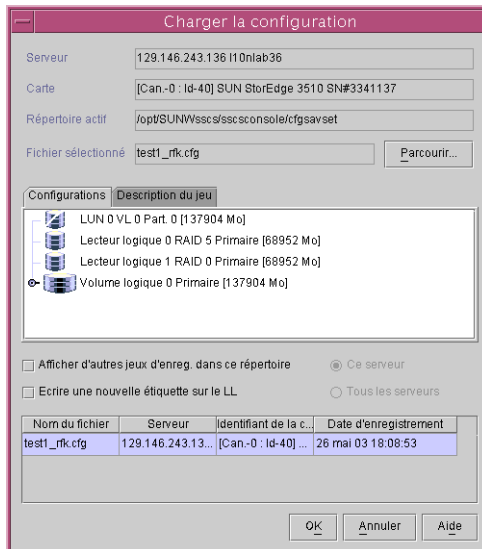 Charger la configuration
Serveur 129.146.243.136 l10nlab36
Carte [Can.-0 : Id-40] SUN StorEdge 3510 SN#3341137
Répertoire actif /opt/SUNWsscs/sscsconsole/cfgsavset
Fichier sélectionné test1_rfk.cfg Parcourir...
Configurations Description du jeu
LUN 0 VL 0 Part. 0 [137904 Mo]
Lecteur logique 0 RAID 5 Primaire [68952 Mo]
Lecteur logique 1 RAID 0 Primaire [68952 Mo]
Volume logique 0 Primaire [137904 Mo]
Afficher d'autres jeux d'enreg. dans ce répertoire Ce serveur
Ecrire une nouvelle étiquette sur le LL Tous les serveurs
Nom du fichier Serveur Identifiant de la c... Date d'enregistrement
test1_rfk.cfg 129.146.243.13... [Can.-0 : Id-40] ... 26 mai 03 18:08:53
OK Annuler Aide